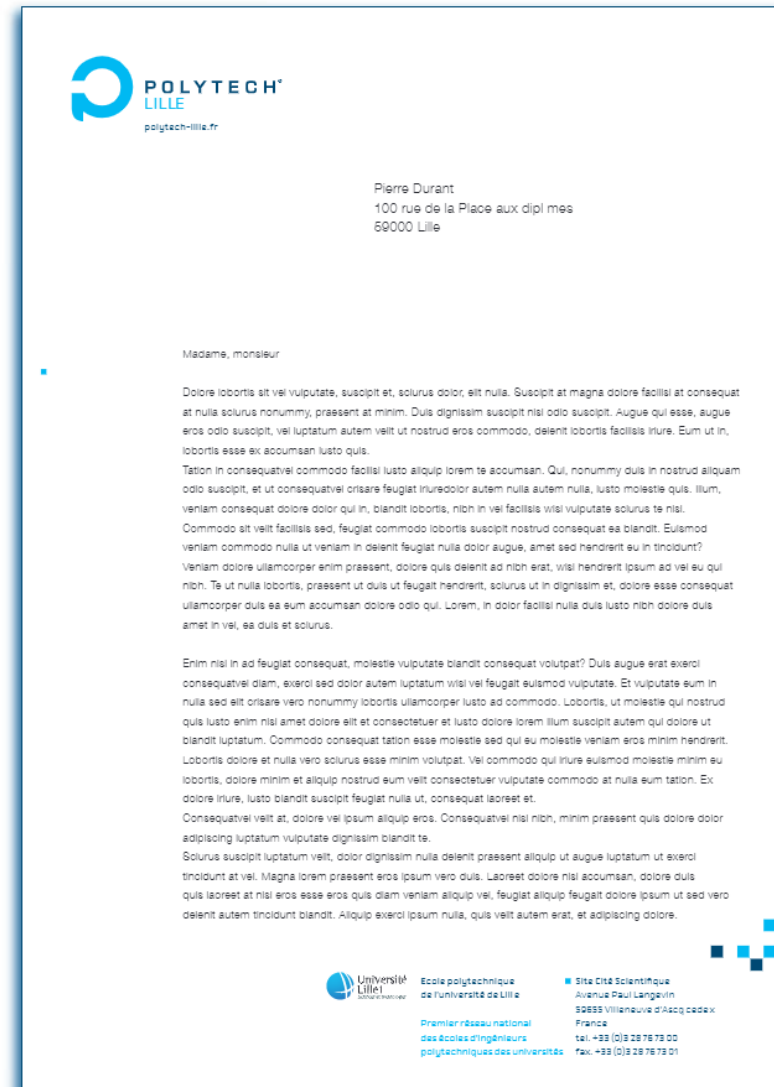 POLYTECH
LILLE
polytech-lille.fr
Pierre Durant
100 rue de la Place aux dipl mes
59000 Lille
Madame, monsieur
Dolore lobortis sit vel vulputate, suscipit et, sciurus dolor, elit nulla. Suscipit at magna dolore facilisi at consequat
at nulla sciurus nonummy, praesent at minim. Duis dignissim suscipit nisl odio suscipit. Augue qui esse, augue
eros odio suscipit, vel luptatum autem velit ut nostrud eros commodo, delenit lobortis facilisis iriure. Eum ut in,
lobortis esse ex accumsan iusto quis.
Tation in consequatvel commodo facilisi iusto aliquip lorem te accumsan. Qui, nonummy duis in nostrud aliquam
odio suscipit, et ut consequatvel crisare feugiat iriuredolor autem nulla autem nulla, iusto molestie quis. Illum,
veniam consequat dolore dolor qui in, blandit lobortis, nibh in vel facilisis wisi vulputate sciurus te nisl.
Commodo sit velit facilisis sed, feugiat commodo lobortis suscipit nostrud consequat ea blandit. Euismod
veniam commodo nulla ut veniam in delenit feugiat nulla dolor augue, amet sed hendrerit eu in tincidunt?
Veniam dolore ullamcorper enim praesent, dolore quis delenit ad nibh erat, wisi hendrerit ipsum ad vel eu qui
nibh. Te ut nulla lobortis, praesent ut duis ut feugait hendrerit, sciurus ut in dignissim et, dolore esse consequat
ullamcorper duis ea eum accumsan dolore odio qui. Lorem, in dolor facilisi nulla duis iusto nibh dolore duis
amet in vel, ea duis et sciurus.
Enim nisl in ad feugiat consequat, molestie vulputate blandit consequat volutpat? Duis augue erat exerci
consequatvel diam, exerci sed dolor autem luptatum wisi vel feugait euismod vulputate. Et vulputate eum in
nulla sed elit crisare vero nonummy lobortis ullamcorper iusto ad commodo. Lobortis, ut molestie qui nostrud
quis iusto enim nisl amet dolore elit et consectetuer et iusto dolore lorem illum suscipit autem qui dolore ut
blandit luptatum. Commodo consequat tation esse molestie sed qui eu molestie veniam eros minim hendrerit.
Lobortis dolore et nulla vero sciurus esse minim volutpat. Vel commodo qui iriure euismod molestie minim eu
lobortis, dolore minim et aliquip nostrud eum velit consectetuer vulputate commodo at nulla eum tation. Ex
dolore iriure, iusto blandit suscipit feugiat nulla ut, consequat laoreet et.
Consequatvel velit at, dolore vel ipsum aliquip eros. Consequatvel nisl nibh, minim praesent quis dolore dolor
adipiscing luptatum vulputate dignissim blandit te.
Sciurus suscipit luptatum velit, dolor dignissim nulla delenit praesent aliquip ut augue luptatum ut exerci
tincidunt at vel. Magna lorem praesent eros ipsum vero duis. Laoreet dolore nisl accumsan, dolore duis
quis laoreet at nisl eros esse eros quis diam veniam aliquip vel, feugiat aliquip feugait dolore ipsum ut sed vero
delenit autem tincidunt blandit. Aliquip exerci ipsum nulla, quis velit autem erat, et adipiscing dolore.
Université
Lille1
Ecole polytechnique
de l'université de Lille
Premier réseau national
des écoles d'ingénieurs
polytechniques des universités
Site Cité Scientifique
Avenue Paul Langevin
59655 Villeneuve d'Ascq cedex
France
tel. +33 (0)3 28 76 73 00
fax. +33 (0)3 28 76 73 01